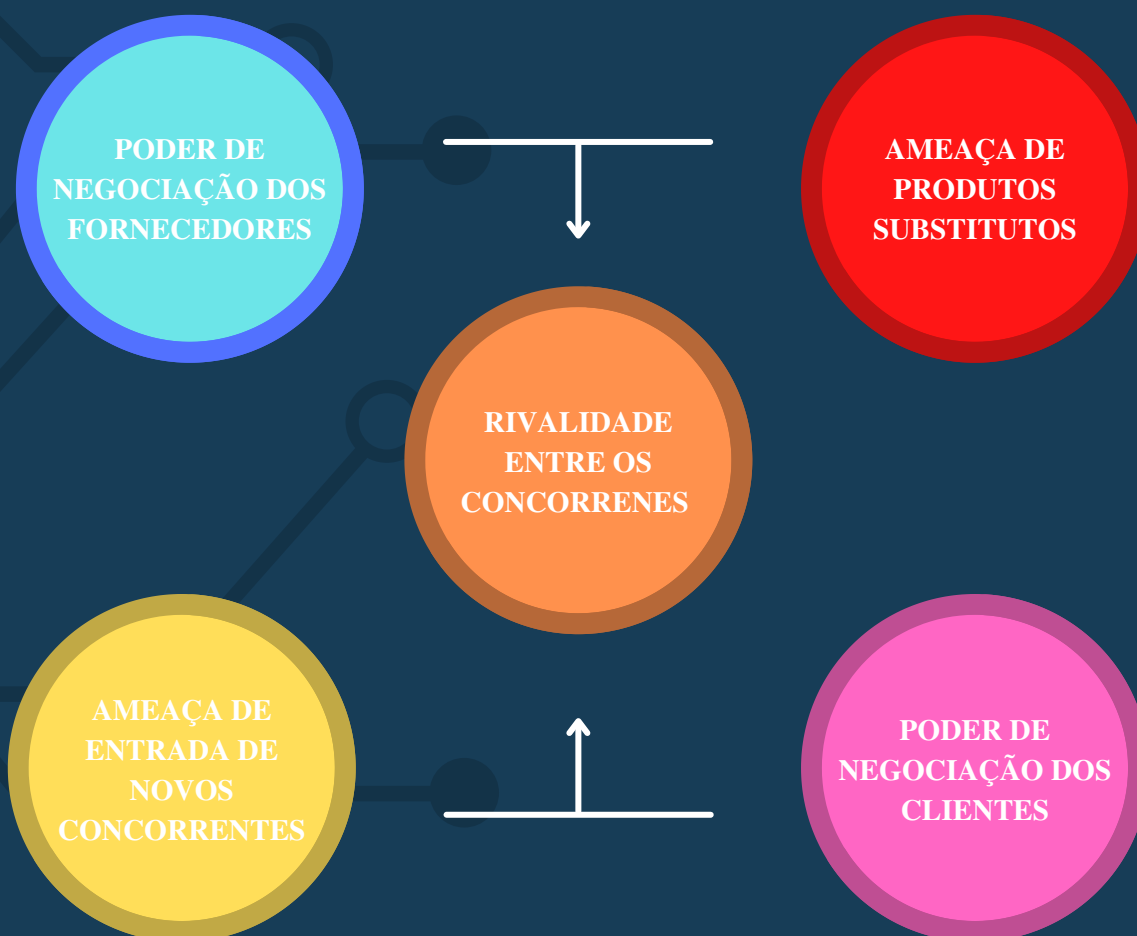 PODER DE
NEGOCIAÇÃO DOS
FORNECEDORES
AMEAÇA DE
PRODUTOS
SUBSTITUTOS
RIVALIDADE
ENTRE OS
CONCORRENES
AMEAÇA DE
ENTRADA DE
NOVOS
CONCORRENTES
PODER DE
NEGOCIAÇÃO DOS
CLIENTES